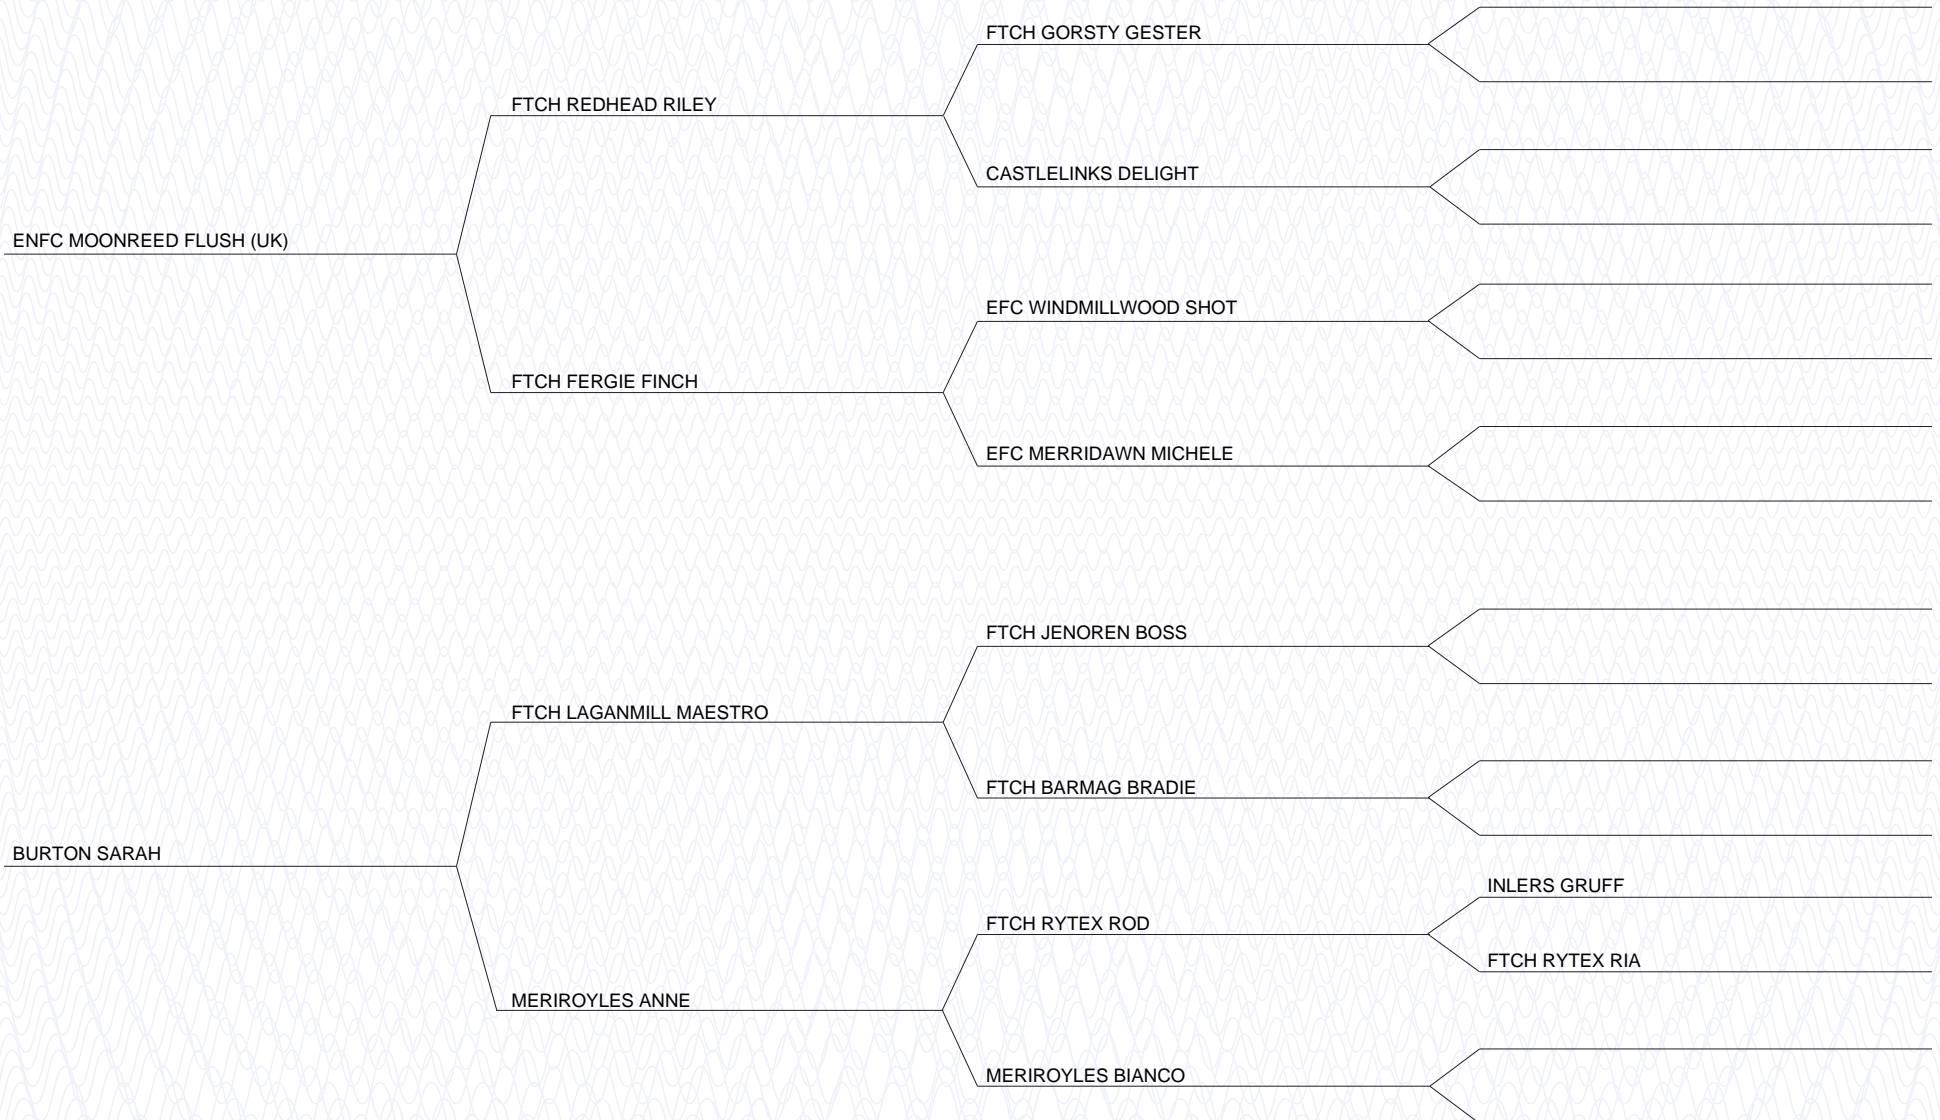 FTCH GORSTY GESTER
FTCH REDHEAD RILEY
CASTLELINKS DELIGHT
ENFC MOONREED FLUSH (UK)
EFC WINDMILLWOOD SHOT
FTCH FERGIE FINCH
EFC MERRIDAWN MICHELE
FTCH JENOREN BOSS
FTCH LAGANMILL MAESTRO
FTCH BARMAG BRADIE
BURTON SARAH
INLERS GRUFF
FTCH RYTEX ROD
FTCH RYTEX RIA
MERIROYLES ANNE
MERIROYLES BIANCO